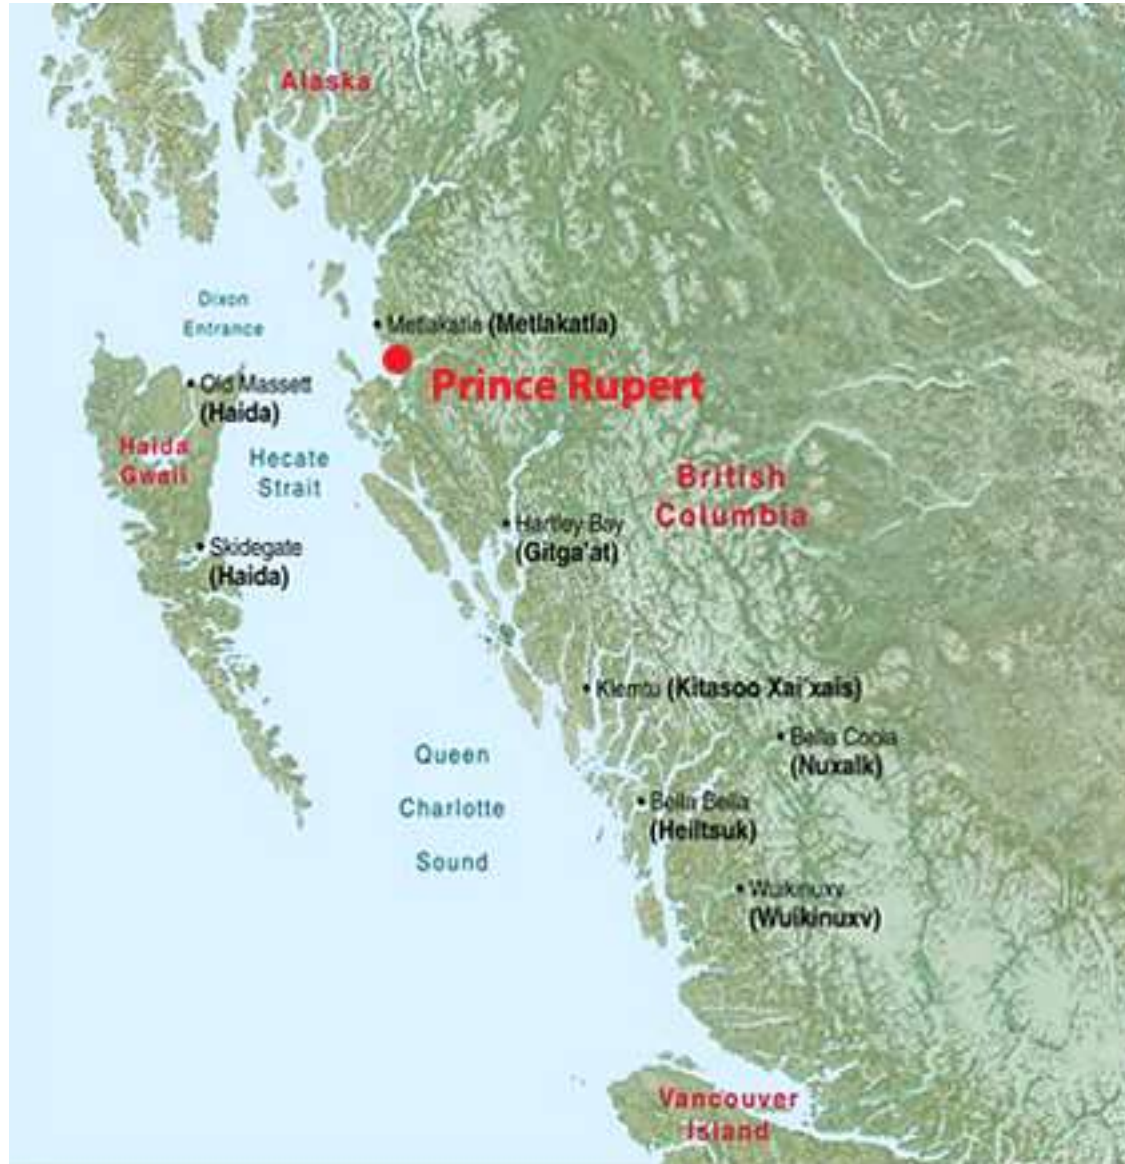 Alaska
Dixon
Entrance
Metlakatla (Metlakatla)
Prince Rupert
Old Massett
(Haida)
Haida
Gwaii
Hecate
Strait
British
Columbia
Hartley Bay
(Gitga'at)
Skidegate
(Haida)
Klemtu (Kitasoo Xai'xais)
Bella Coola
(Nuxalk)
Queen
Charlotte
Sound
Bella Bella
(Heiltsuk)
Wuikinuxv
(Wuikinuxv)
Vancouver
Island